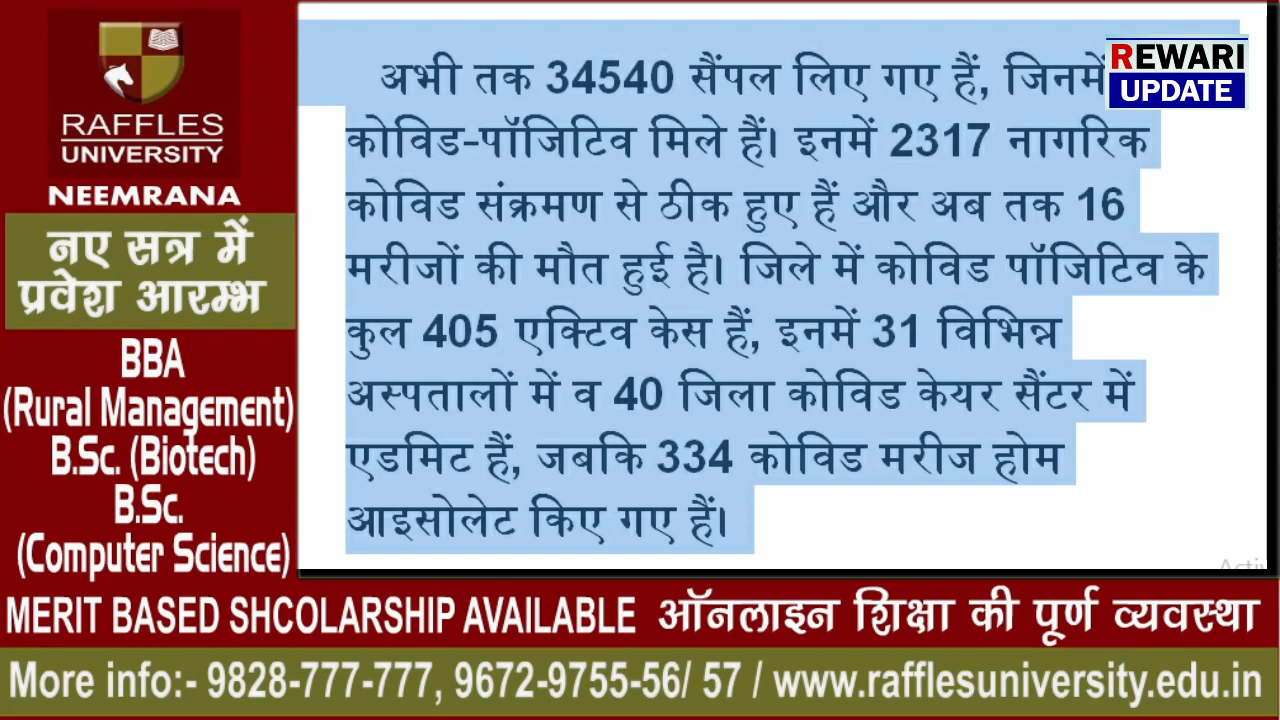 RAFFLES
UNIVERSITY
NEEMRANA
नए सत्र में
प्रवेश आरम्भ
BBA
(Rural Management)
B.Sc. (Biotech)
B.Sc.
(Computer Science)
REWARI
UPDATE
अभी तक 34540 सैंपल लिए गए हैं, जिनमें
कोविड-पॉजिटिव मिले हैं। इनमें 2317 नागरिक
कोविड संक्रमण से ठीक हुए हैं और अब तक 16
मरीजों की मौत हुई है। जिले में कोविड पॉजिटिव के
कुल 405 एक्टिव केस हैं, इनमें 31 विभिन्न
अस्पतालों में व 40 जिला कोविड केयर सैंटर में
एडमिट हैं, जबकि 334 कोविड मरीज होम
आइसोलेट किए गए हैं।
MERIT BASED SHCOLARSHIP AVAILABLE ऑनलाइन शिक्षा की पूर्ण व्यवस्था
More info:- 9828-777-777, 9672-9755-56/ 57 / www.rafflesuniversity.edu.in